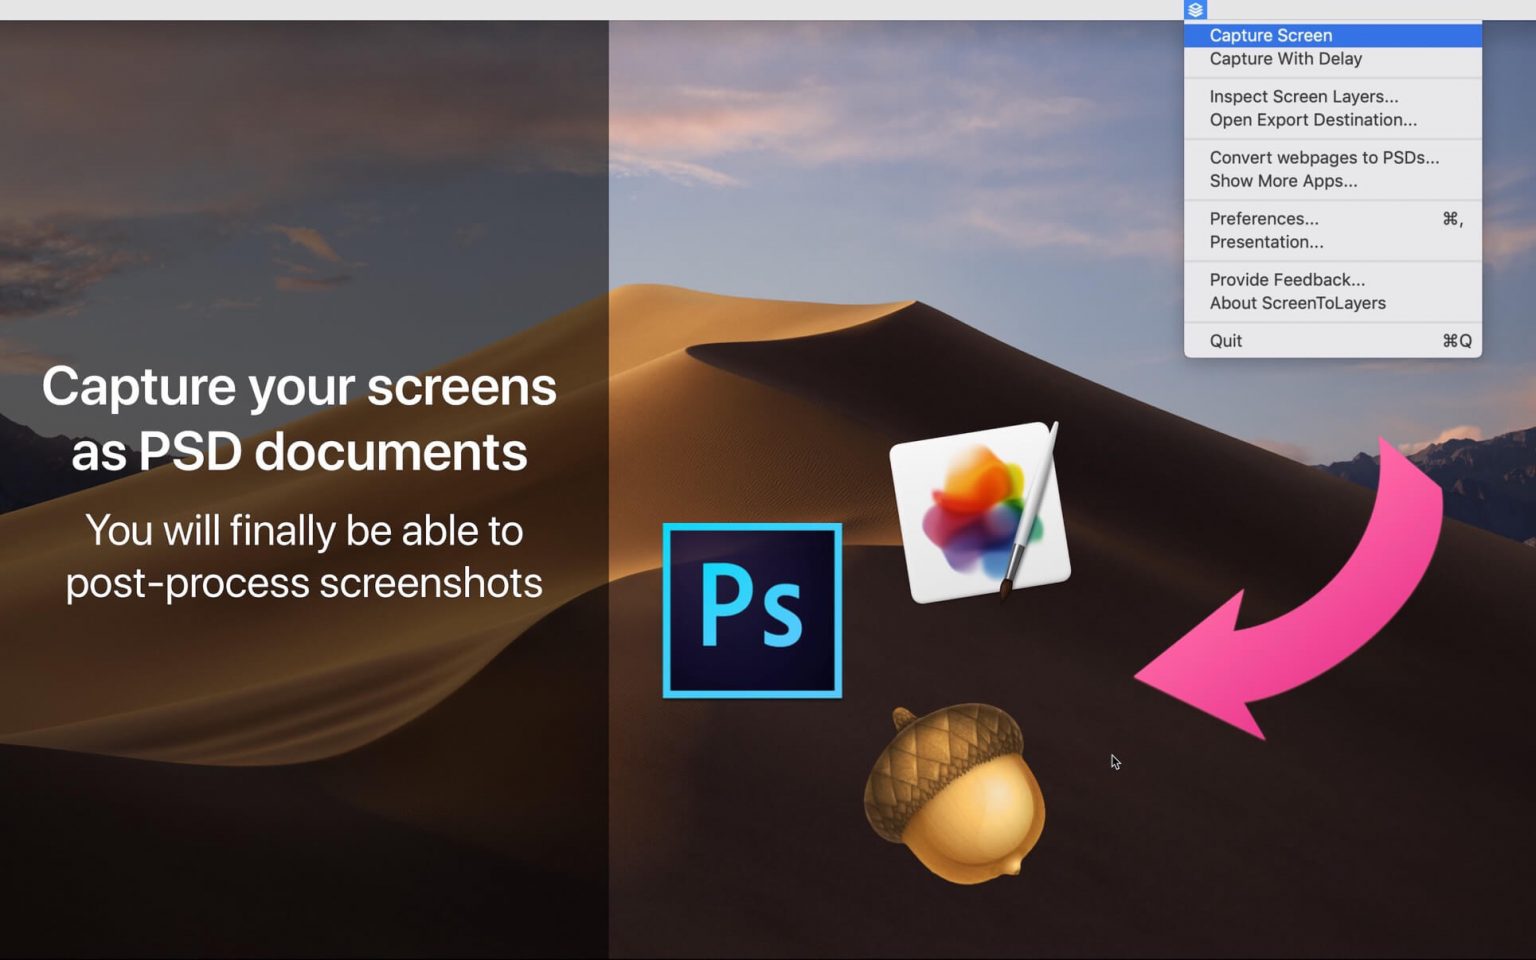 Capture Screen
Capture With Delay
Inspect Screen Layers...
Open Export Destination...
Convert webpages to PSDs...
Show More Apps...
Preferences... ⌘,
Presentation...
Provide Feedback...
About ScreenToLayers
Quit ⌘Q
Capture your screens
as PSD documents
You will finally be able to
post-process screenshots
Ps